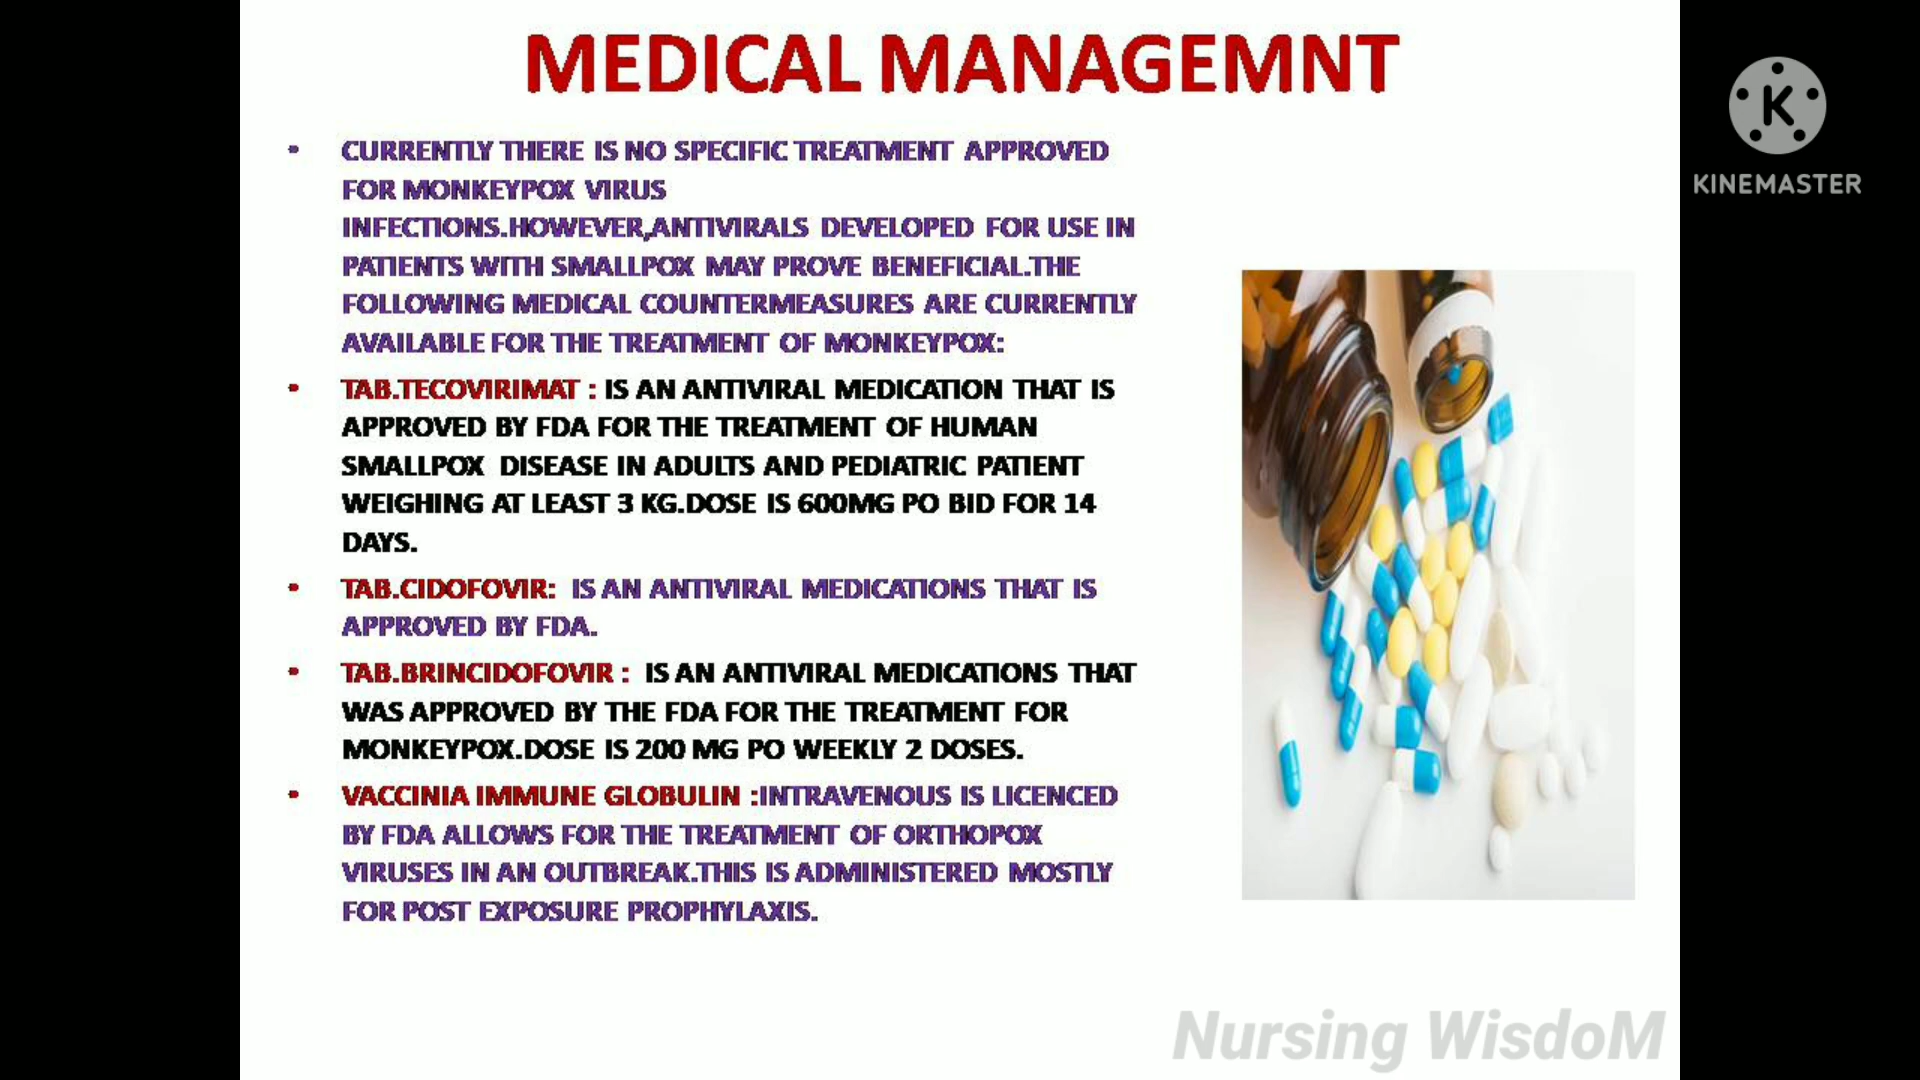 MEDICAL MANAGEMNT
• CURRENTLY THERE IS NO SPECIFIC TREATMENT APPROVED
FOR MONKEYPOX VIRUS
INFECTIONS.HOWEVER,ANTIVIRALS DEVELOPED FOR USE IN
PATIENTS WITH SMALLPOX MAY PROVE BENEFICIAL.THE
FOLLOWING MEDICAL COUNTERMEASURES ARE CURRENTLY
AVAILABLE FOR THE TREATMENT OF MONKEYPOX:
• TAB.TECOVIRIMAT : IS AN ANTIVIRAL MEDICATION THAT IS
APPROVED BY FDA FOR THE TREATMENT OF HUMAN
SMALLPOX DISEASE IN ADULTS AND PEDIATRIC PATIENT
WEIGHING AT LEAST 3 KG.DOSE IS 600MG PO BID FOR 14
DAYS.
• TAB.CIDOFOVIR: IS AN ANTIVIRAL MEDICATIONS THAT IS
APPROVED BY FDA.
• TAB.BRINCIDOFOVIR : IS AN ANTIVIRAL MEDICATIONS THAT
WAS APPROVED BY THE FDA FOR THE TREATMENT FOR
MONKEYPOX.DOSE IS 200 MG PO WEEKLY 2 DOSES.
• VACCINIA IMMUNE GLOBULIN :INTRAVENOUS IS LICENCED
BY FDA ALLOWS FOR THE TREATMENT OF ORTHOPOX
VIRUSES IN AN OUTBREAK.THIS IS ADMINISTERED MOSTLY
FOR POST EXPOSURE PROPHYLAXIS.
K
KINEMASTER
Nursing WisdoM